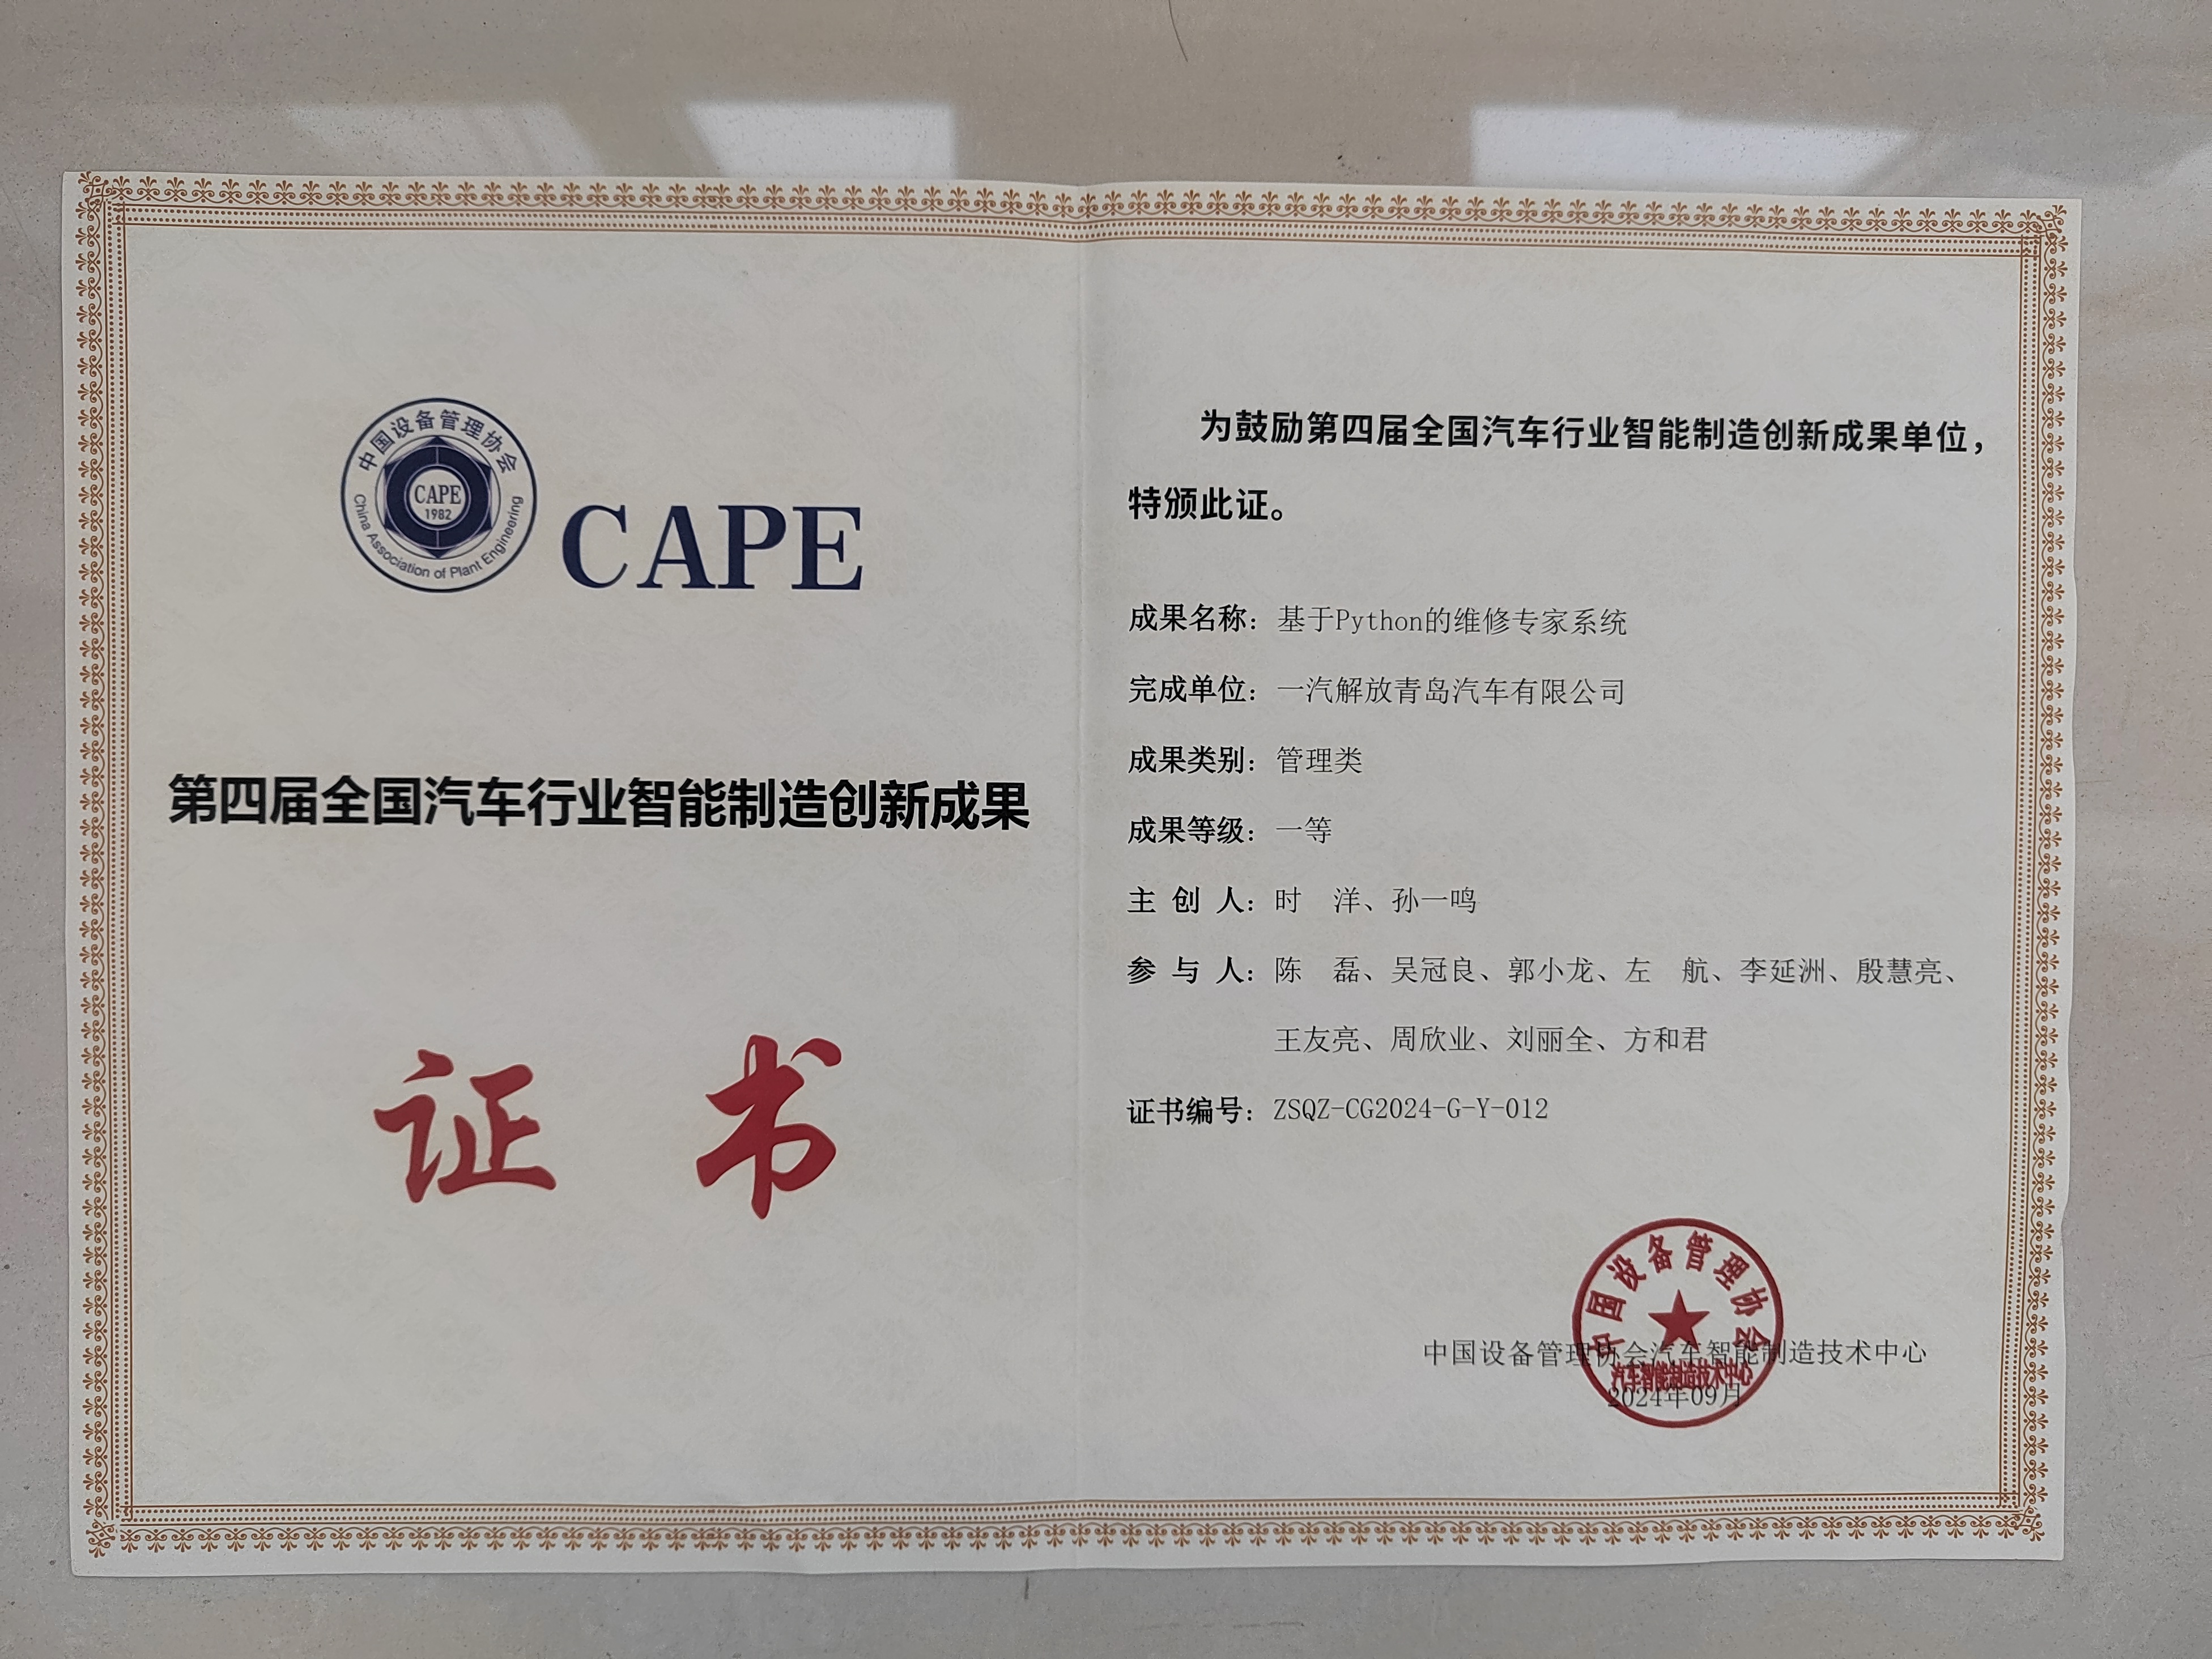 中国设备管理协会
CAPE
1982
China Association of Plant Engineering
CAPE
第四届全国汽车行业智能制造创新成果
证 书
为鼓励第四届全国汽车行业智能制造创新成果单位，
特颁此证。
成果名称：基于Python的维修专家系统
完成单位：一汽解放青岛汽车有限公司
成果类别：管理类
成果等级：一等
主 创 人：时　洋、孙一鸣
参 与 人：陈　磊、吴冠良、郭小龙、左　航、李延洲、殷慧亮、
王友亮、周欣业、刘丽全、方和君
证书编号：ZSQZ-CG2024-G-Y-012
中国设备管理协会
中国设备管理协会汽车智能制造技术中心
汽车智能制造技术中心
2024年09月